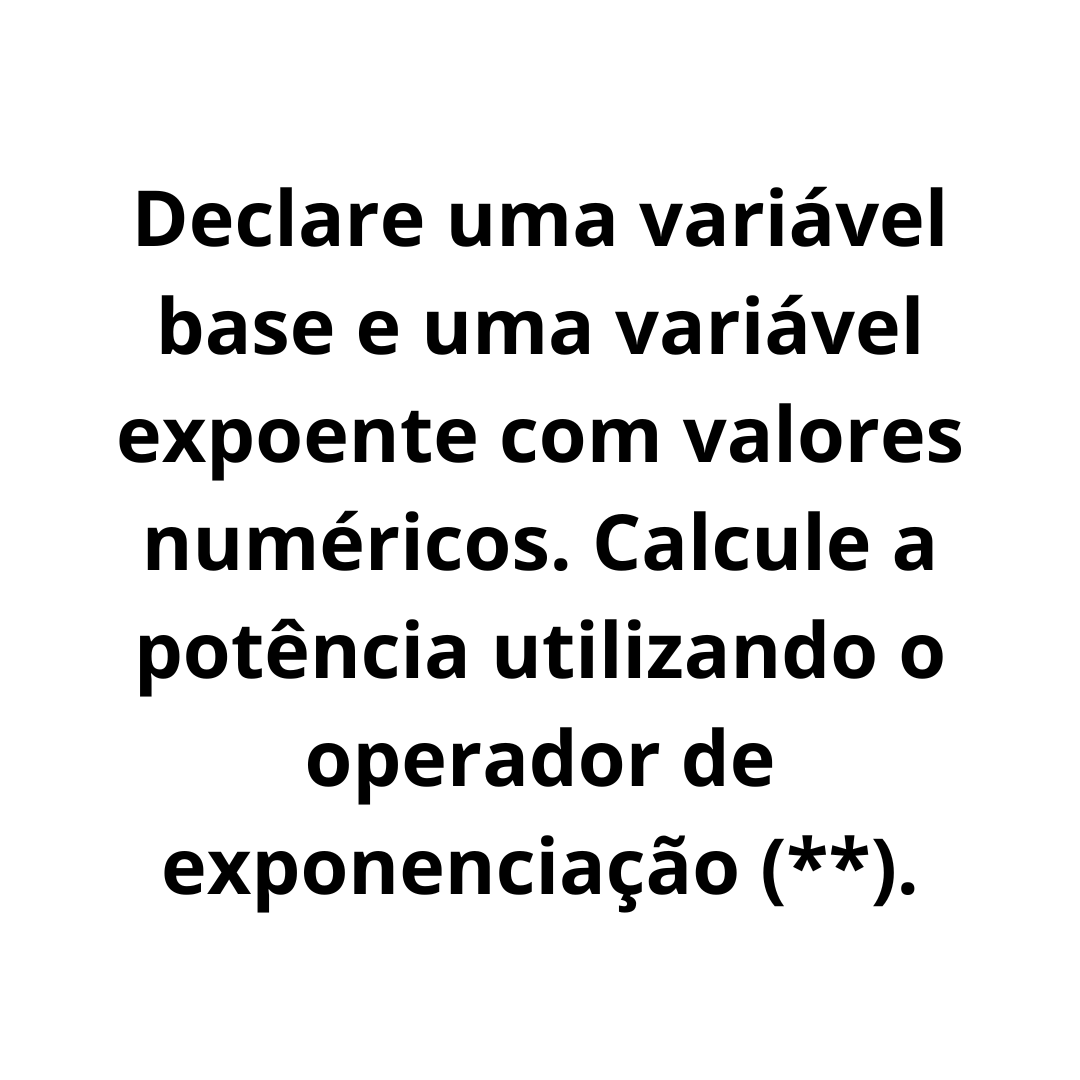 Declare uma variável
base e uma variável
expoente com valores
numéricos. Calcule a
potência utilizando o
operador de
exponenciação (**).